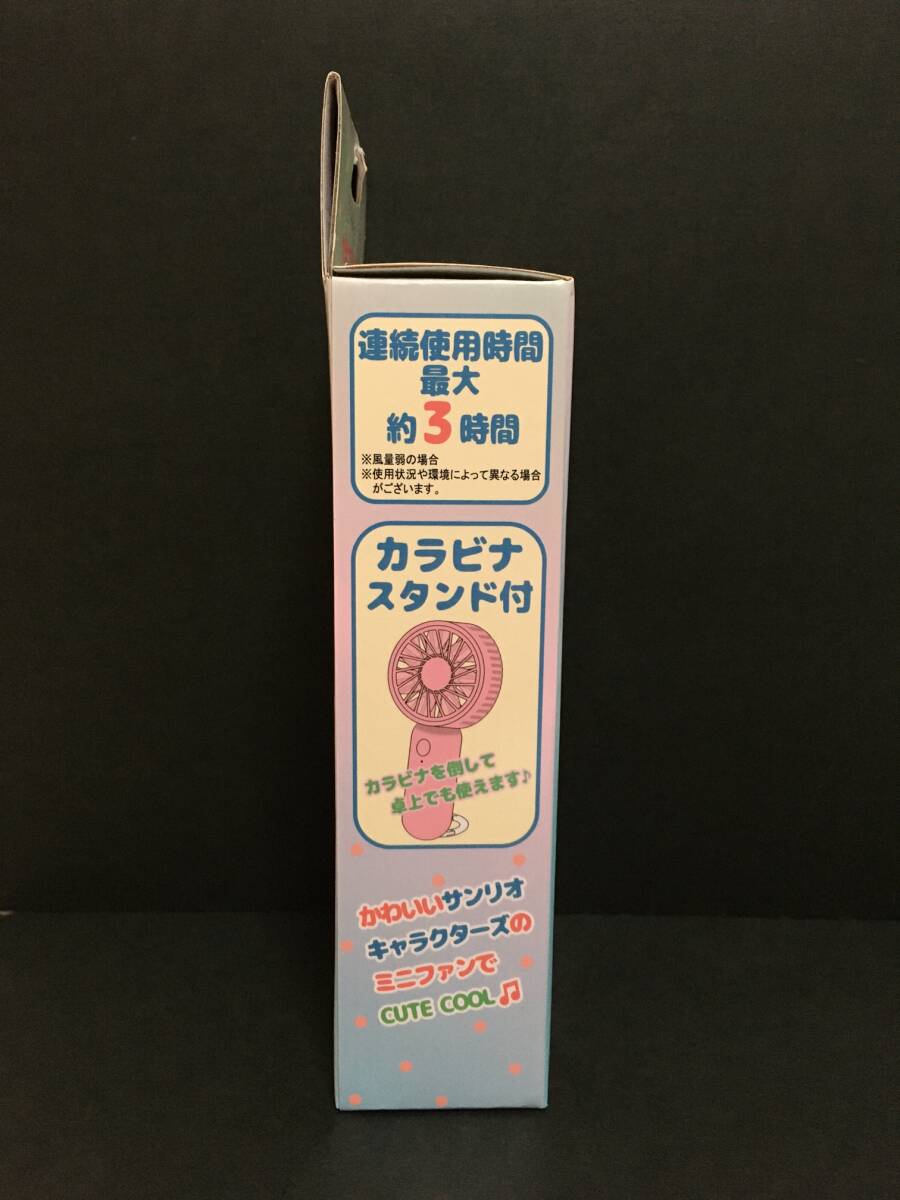 連続使用時間
最大
約3時間
※風量弱の場合
※使用状況や環境によって異なる場合
がございます。
カラビナ
スタンド付
カラビナを倒して
卓上でも使えます♪
かわいいサンリオ
キャラクターズの
ミニファンで
CUTE COOL♫